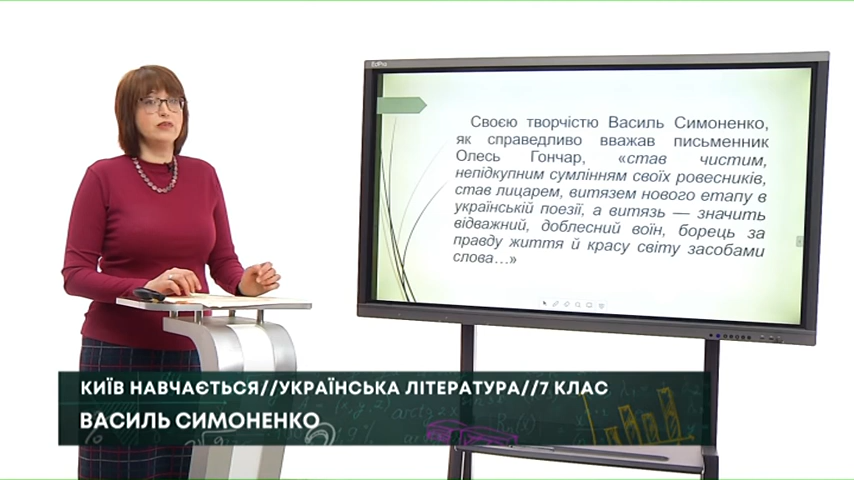 EdPro
Своєю творчістю Василь Симоненко,
як справедливо вважав письменник
Олесь Гончар, «став чистим,
непідкупним сумлінням своїх ровесників,
став лицарем, витязем нового етапу в
українській поезії, а витязь — значить
відважний, доблесний воїн, борець за
правду життя й красу світу засобами
слова...»
КИЇВ НАВЧАЄТЬСЯ//УКРАЇНСЬКА ЛІТЕРАТУРА//7 КЛАС
ВАСИЛЬ СИМОНЕНКО